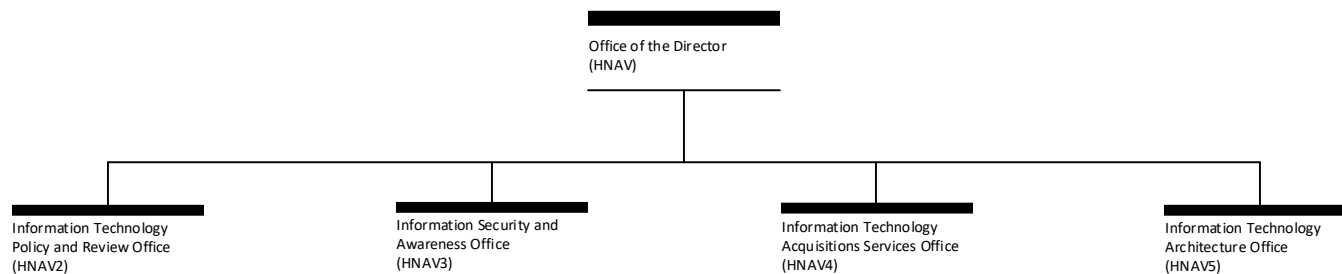 Office of the Director
(HNAV)
Information Technology
Policy and Review Office
(HNAV2)
Information Security and
Awareness Office
(HNAV3)
Information Technology
Acquisitions Services Office
(HNAV4)
Information Technology
Architecture Office
(HNAV5)